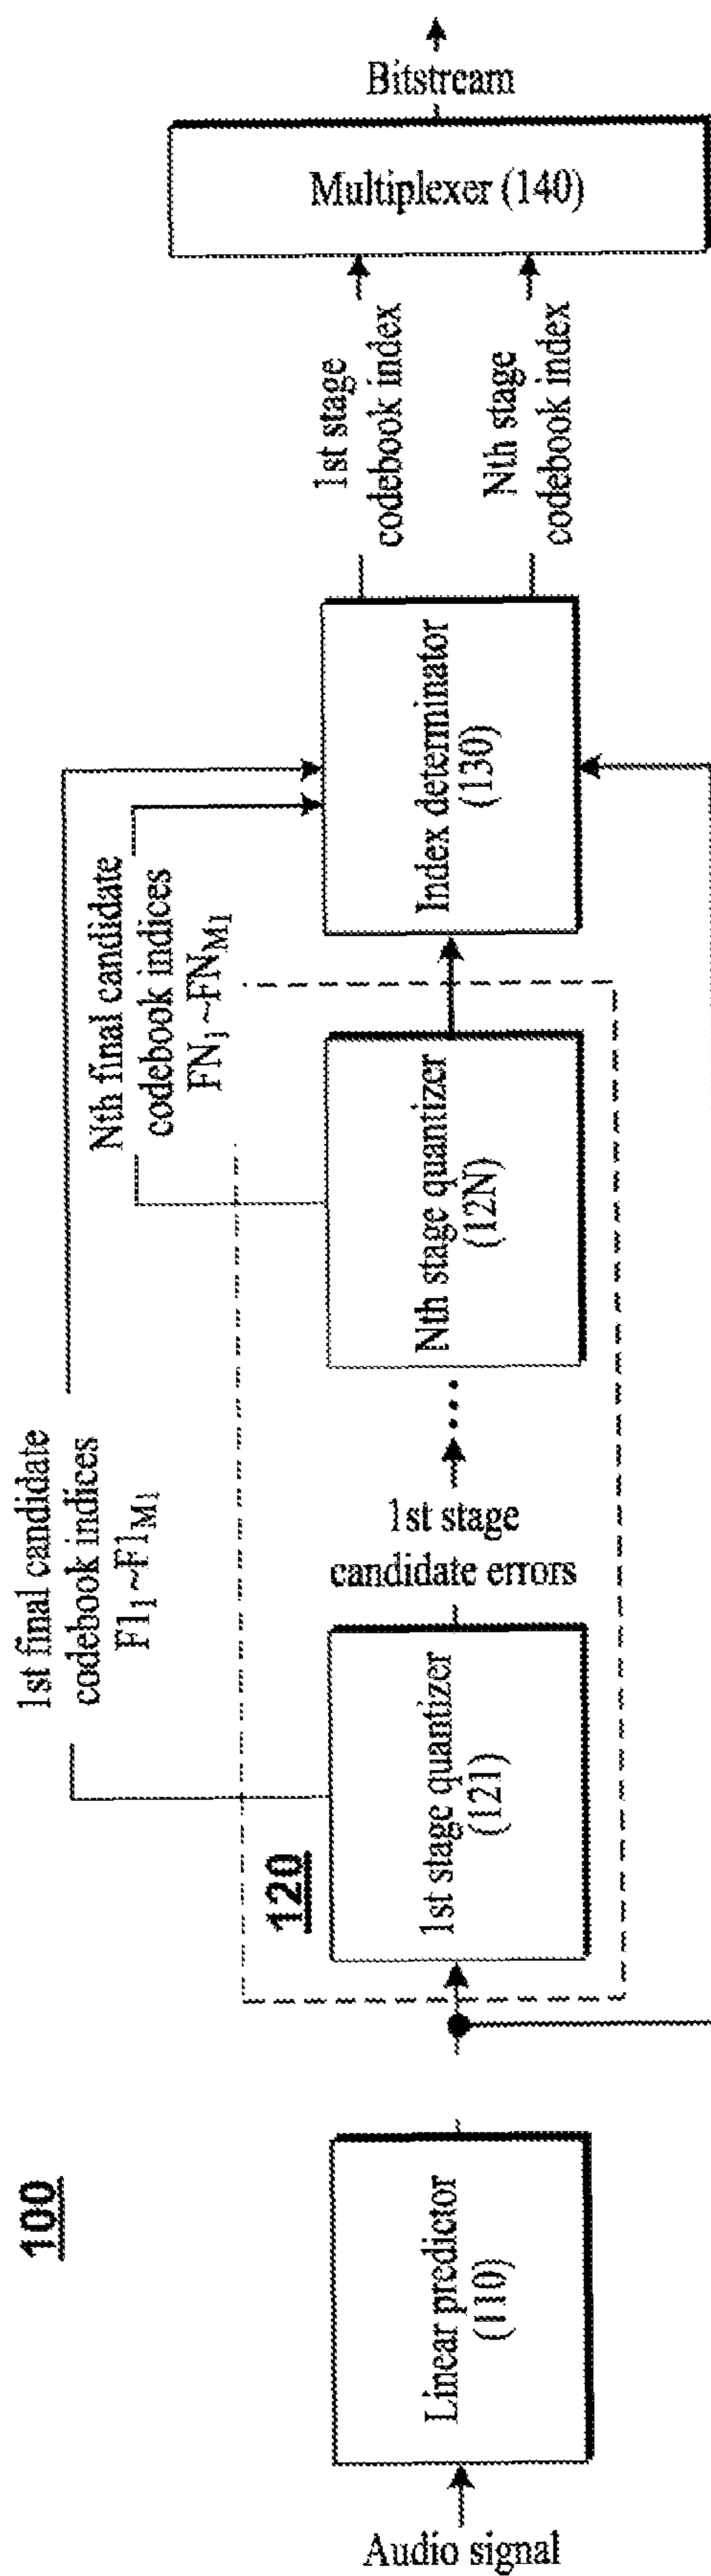 100
Audio signal
Linear predictor
(110)
120
1st stage quantizer
(121)
1st final candidate
codebook indices
F1₁~F1M₁
1st stage
candidate errors
...
Nth stage quantizer
(12N)
Nth final candidate
codebook indices
FN₁~FNM₁
Index determinator
(130)
1st stage
codebook index
Nth stage
codebook index
Multiplexer (140)
Bitstream